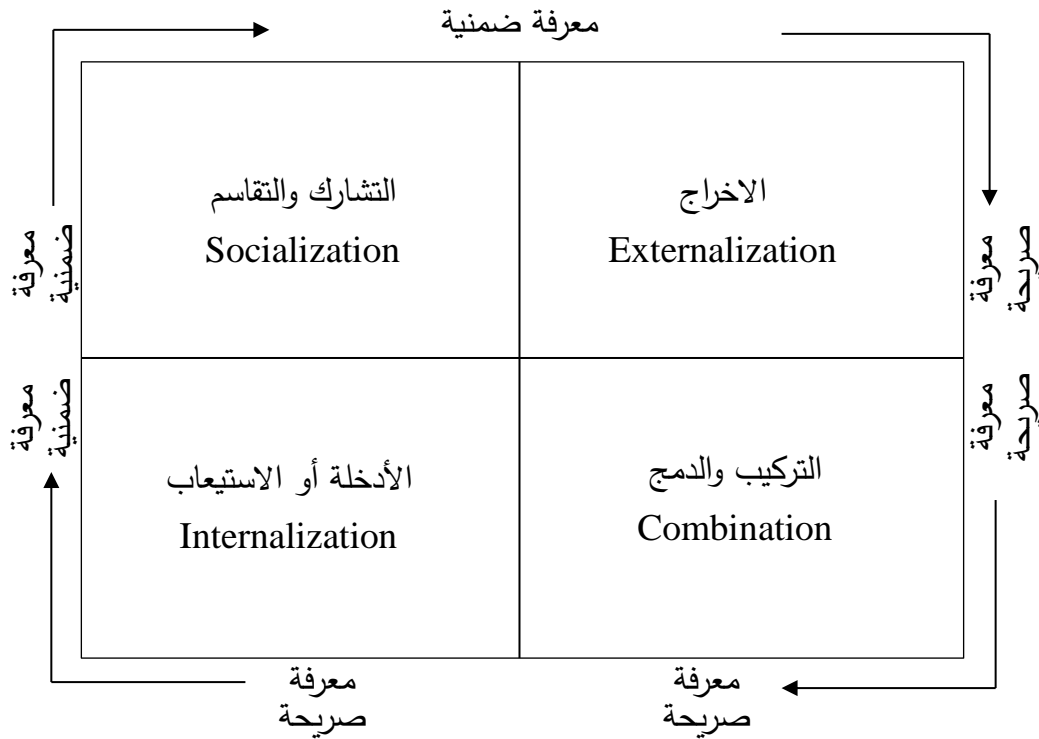 معرفة ضمنية
التشارك والتقاسم
Socialization
الاخراج
Externalization
معرفة
ضمنية
معرفة
صريحة
معرفة
ضمنية
معرفة
صريحة
الأدخلة أو الاستيعاب
Internalization
التركيب والدمج
Combination
معرفة
صريحة
معرفة
صريحة